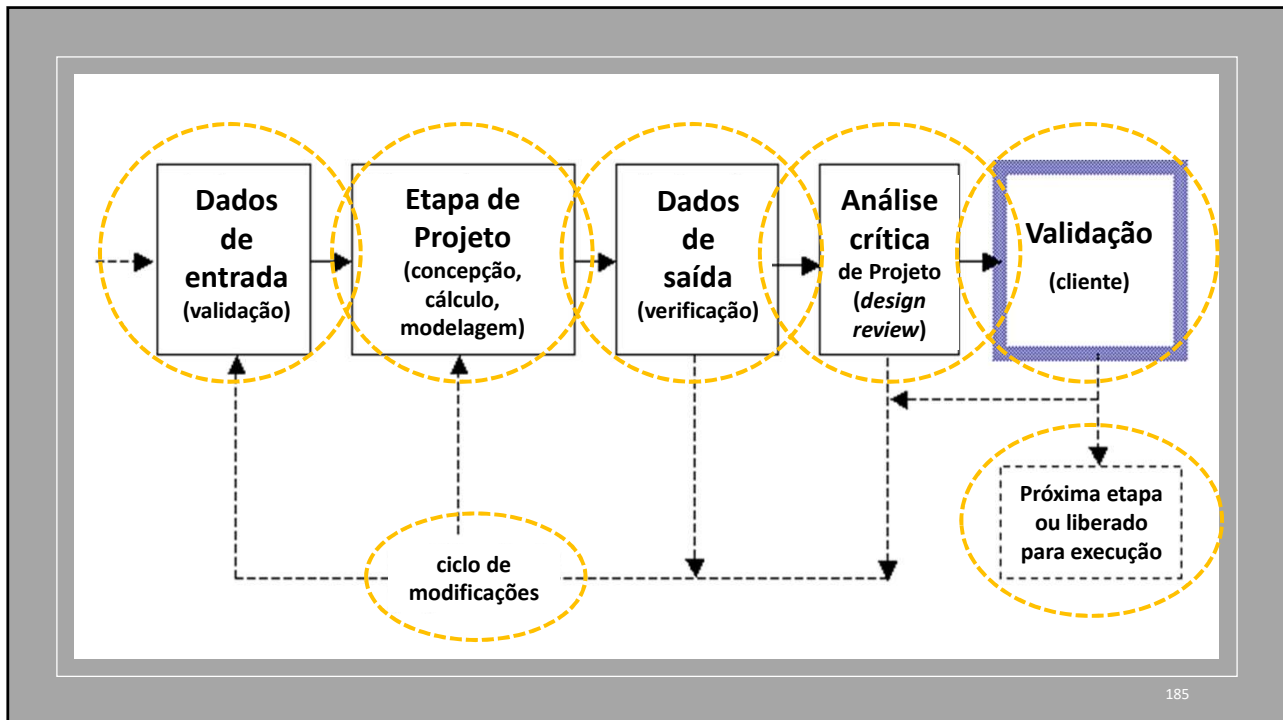 Dados
de
entrada
(validação)
Etapa de
Projeto
(concepção,
cálculo,
modelagem)
Dados
de
saída
(verificação)
Análise
crítica
de Projeto
(design
review)
Validação
(cliente)
Próxima etapa
ou liberado
para execução
ciclo de
modificações
185